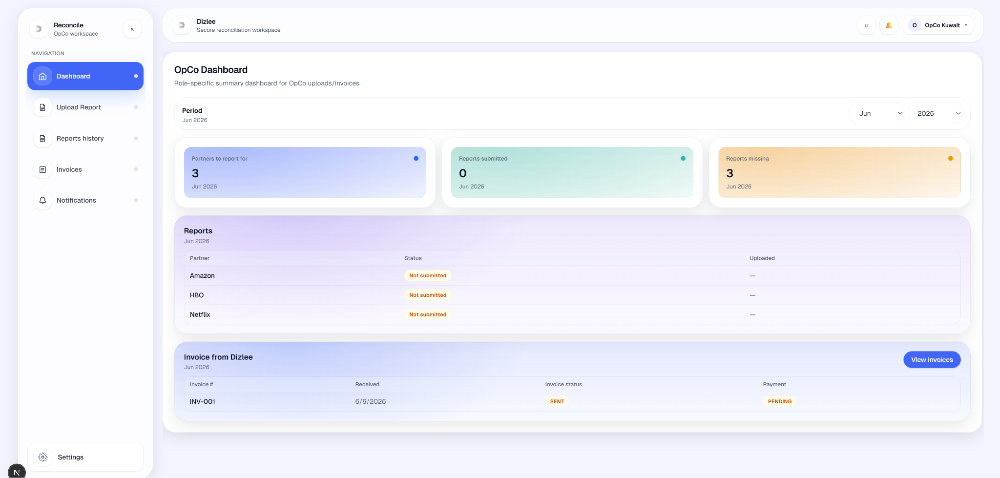 Reconcile
OpCo workspace
«
NAVIGATION
Dashboard
Upload Report
Reports history
Invoices
Notifications
Settings
N
Dizlee
Secure reconciliation workspace
O OpCo Kuwait
OpCo Dashboard
Role-specific summary dashboard for OpCo uploads/invoices.
Period
Jun 2026
Jun 2026
Partners to report for
3
Jun 2026
Reports submitted
0
Jun 2026
Reports missing
3
Jun 2026
Reports
Jun 2026
Partner Status Uploaded
Amazon Not submitted —
HBO Not submitted —
Netflix Not submitted —
Invoice from Dizlee
Jun 2026
View invoices
Invoice # Received Invoice status Payment
INV-001 6/9/2026 SENT PENDING